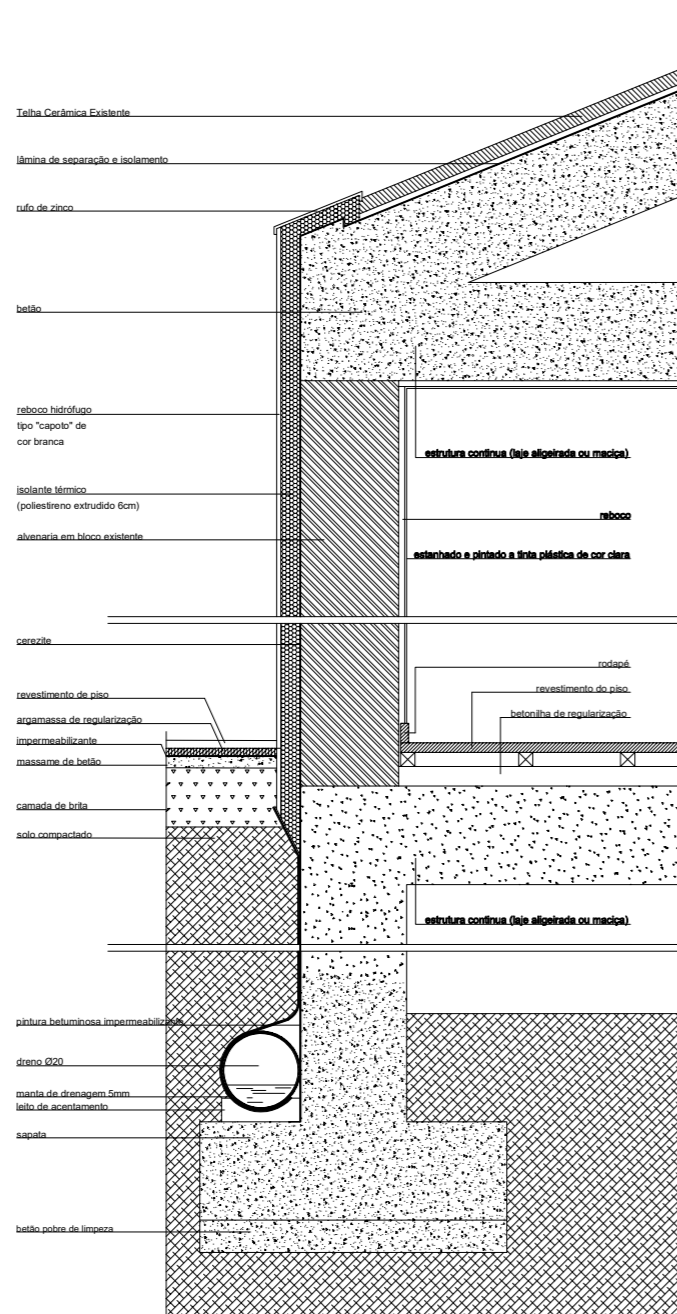 Telha Cerâmica Existente
lâmina de separação e isolamento
rufo de zinco
betão
reboco hidrófugo
tipo "capoto" de
cor branca
estrutura continua (laje aligeirada ou maciça)
isolante térmico
(poliestireno extrudido 6cm)
reboco
alvenaria em bloco existente
estanhado e pintado a tinta plástica de cor clara
cerezite
rodapé
revestimento do piso
revestimento de piso
betonilha de regularização
argamassa de regularização
impermeabilizante
massame de betão
camada de brita
solo compactado
estrutura continua (laje aligeirada ou maciça)
pintura betuminosa impermeabilizante
dreno Ø20
manta de drenagem 5mm
leito de acentamento
sapata
betão pobre de limpeza